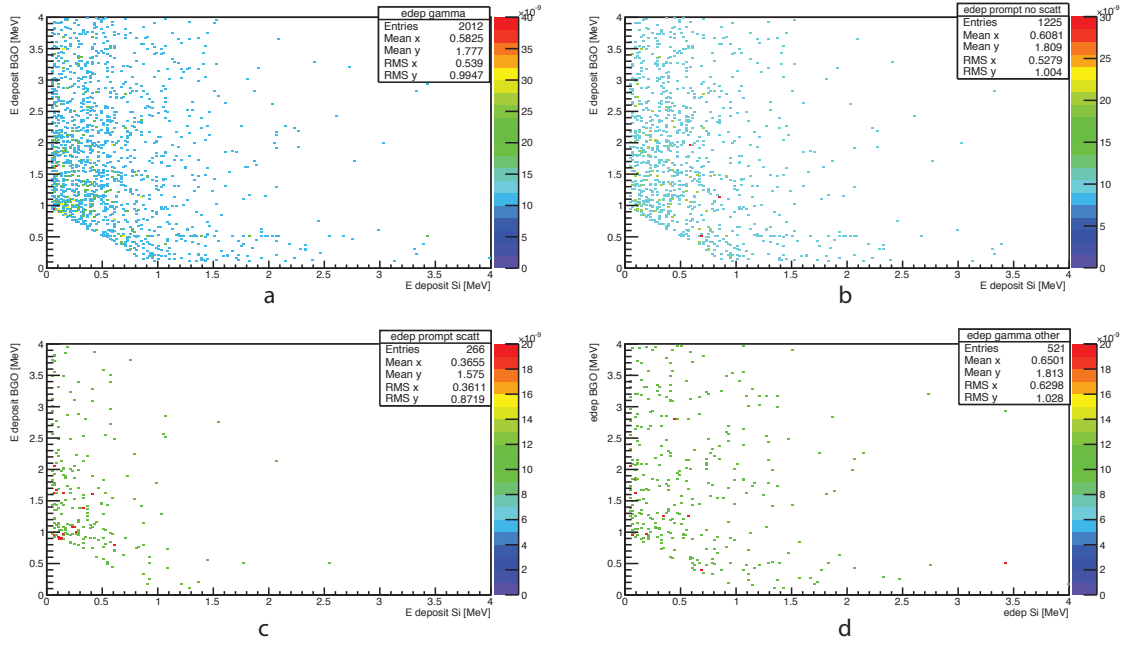 edep gamma
Entries 2012
Mean x 0.5825
Mean y 1.777
RMS x 0.539
RMS y 0.9947
×10⁻⁹
E deposit BGO [MeV]
4
3.5
3
2.5
2
1.5
1
0.5
0
0 0.5 1 1.5 2 2.5 3 3.5 4
E deposit Si [MeV]
40
35
30
25
20
15
10
5
0
a
edep prompt no scatt
Entries 1225
Mean x 0.6081
Mean y 1.809
RMS x 0.5279
RMS y 1.004
×10⁻⁹
E deposit BGO [MeV]
4
3.5
3
2.5
2
1.5
1
0.5
0
0 0.5 1 1.5 2 2.5 3 3.5 4
E deposit Si [MeV]
30
25
20
15
10
5
0
b
edep prompt scatt
Entries 266
Mean x 0.3655
Mean y 1.575
RMS x 0.3611
RMS y 0.8719
×10⁻⁹
E deposit BGO [MeV]
4
3.5
3
2.5
2
1.5
1
0.5
0
0 0.5 1 1.5 2 2.5 3 3.5 4
E deposit Si [MeV]
20
18
16
14
12
10
8
6
4
2
0
c
edep gamma other
Entries 521
Mean x 0.6501
Mean y 1.813
RMS x 0.6298
RMS y 1.028
×10⁻⁹
edep BGO [MeV]
4
3.5
3
2.5
2
1.5
1
0.5
0
0 0.5 1 1.5 2 2.5 3 3.5 4
edep Si [MeV]
20
18
16
14
12
10
8
6
4
2
0
d